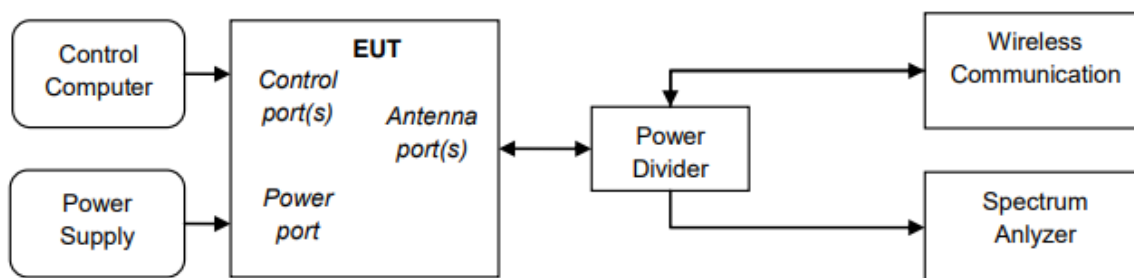 Control
Computer
EUT
Control
port(s)
Antenna
port(s)
Power
port
Power
Supply
Power
Divider
Wireless
Communication
Spectrum
Anlyzer